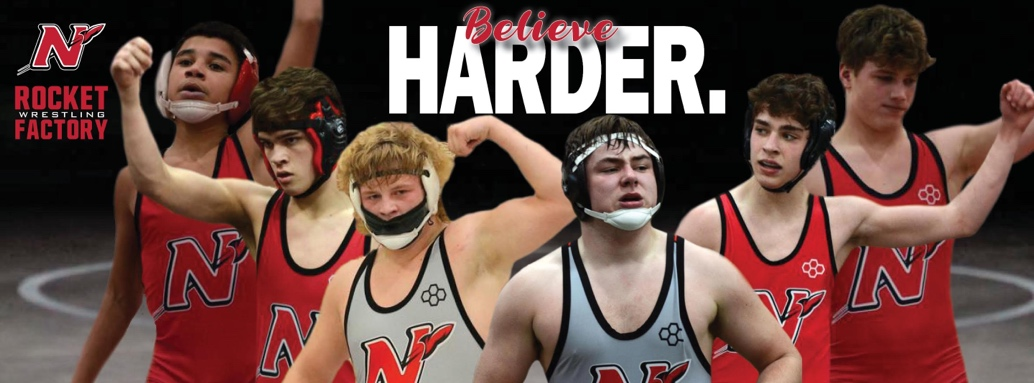 Believe
HARDER.
N
ROCKET
WRESTLING
FACTORY
N
N
N
N
N
N